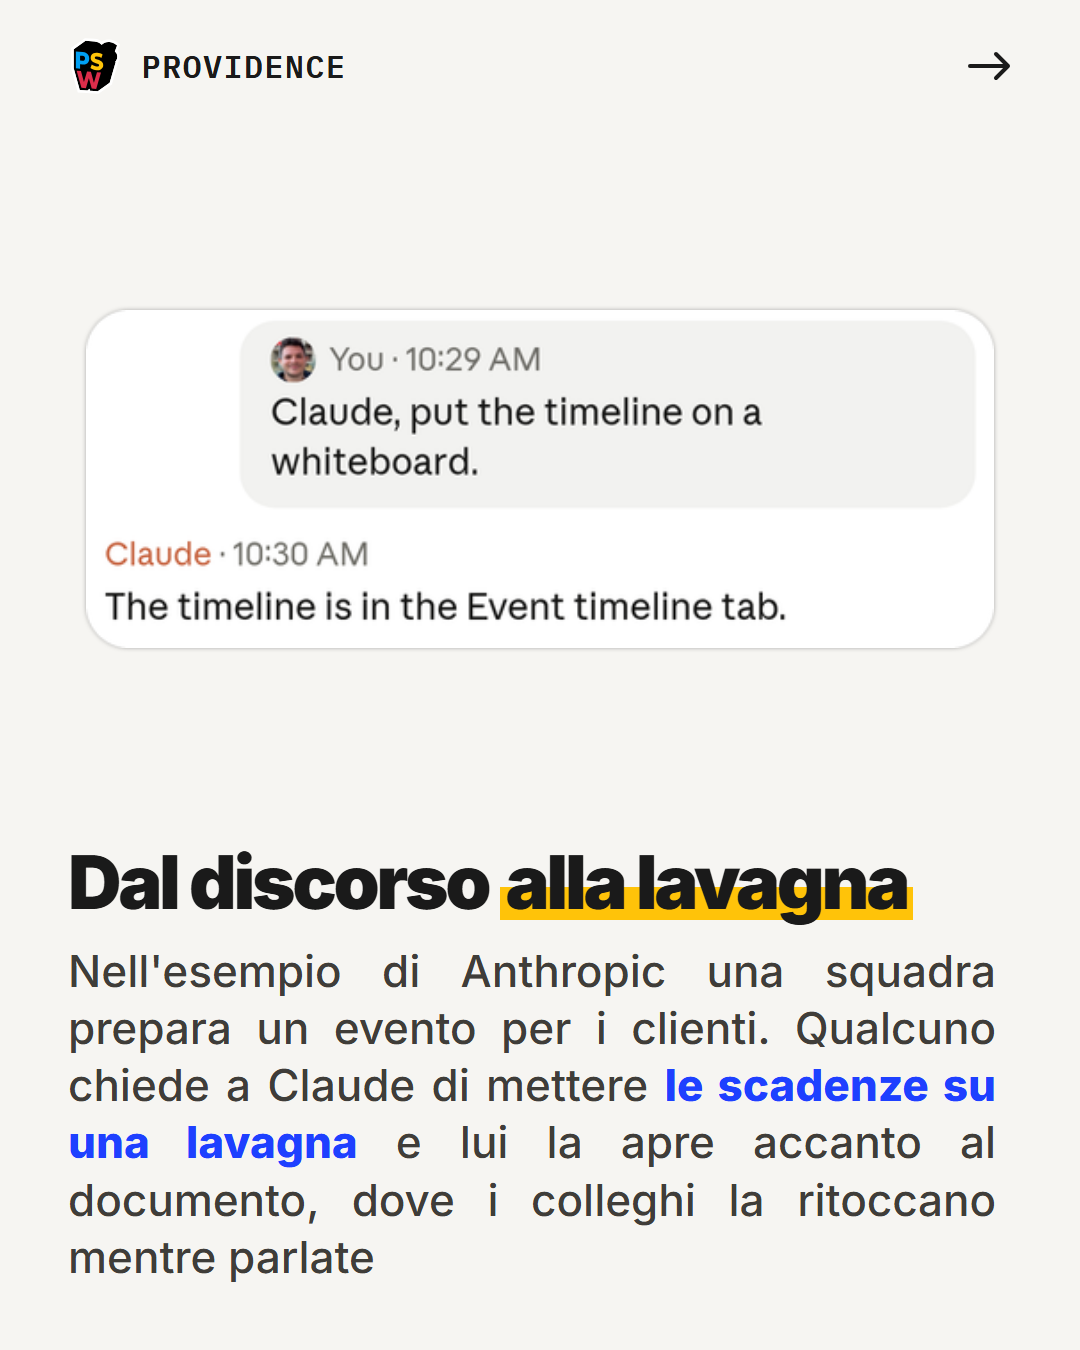 PSW
PROVIDENCE
You · 10:29 AM
Claude, put the timeline on a
whiteboard.
Claude · 10:30 AM
The timeline is in the Event timeline tab.
Dal discorso alla lavagna
Nell'esempio di Anthropic una squadra
prepara un evento per i clienti. Qualcuno
chiede a Claude di mettere le scadenze su
una lavagna e lui la apre accanto al
documento, dove i colleghi la ritoccano
mentre parlate